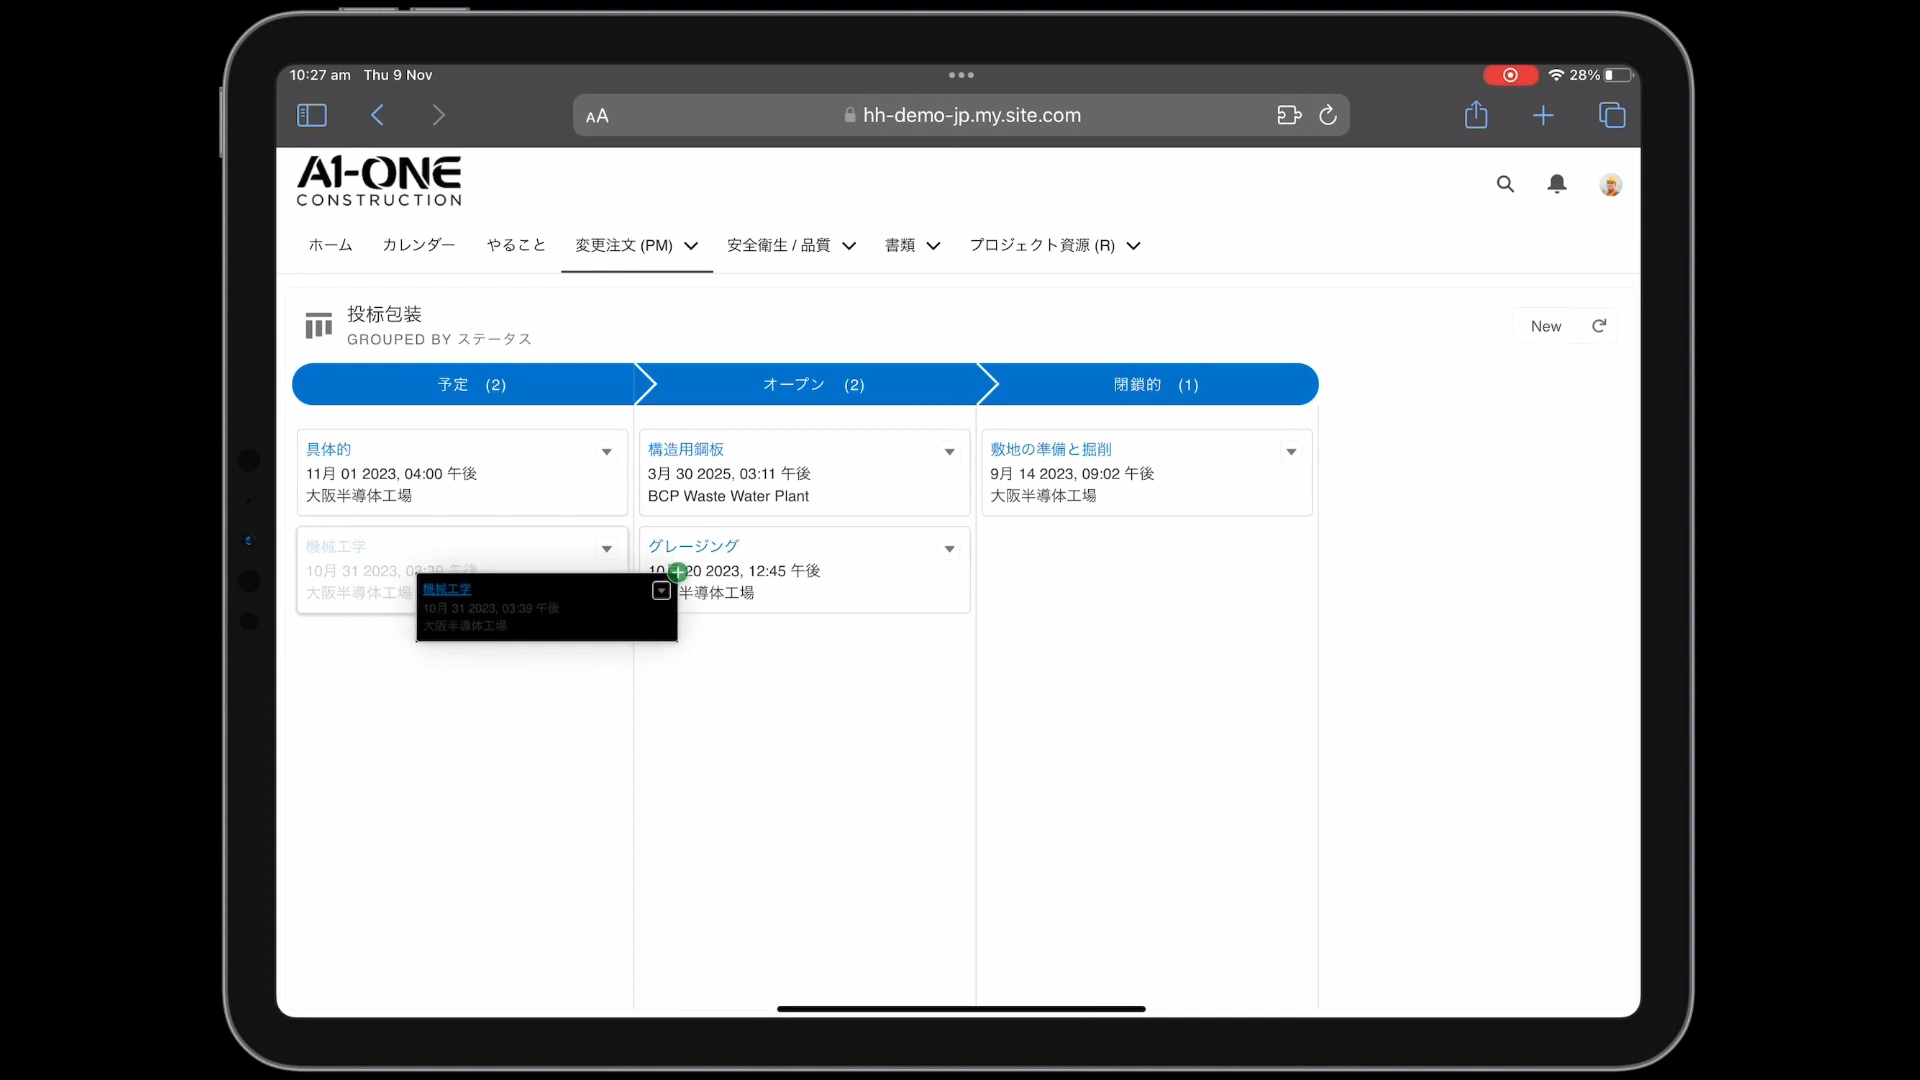 10:27 am Thu 9 Nov
28%
AA
hh-demo-jp.my.site.com
A1-ONE
CONSTRUCTION
ホーム カレンダー やること 変更注文 (PM) 安全衛生 / 品質 書類 プロジェクト資源 (R)
投标包装
GROUPED BY ステータス
New
予定 (2) オープン (2) 閉鎖的 (1)
具体的
11月 01 2023, 04:00 午後
大阪半導体工場
機械工学
10月 31 2023, 03:39 午後
大阪半導体工場
機械工学
10月 31 2023, 03:39 午後
大阪半導体工場
構造用鋼板
3月 30 2025, 03:11 午後
BCP Waste Water Plant
グレージング
10月 20 2023, 12:45 午後
半導体工場
敷地の準備と掘削
9月 14 2023, 09:02 午後
大阪半導体工場